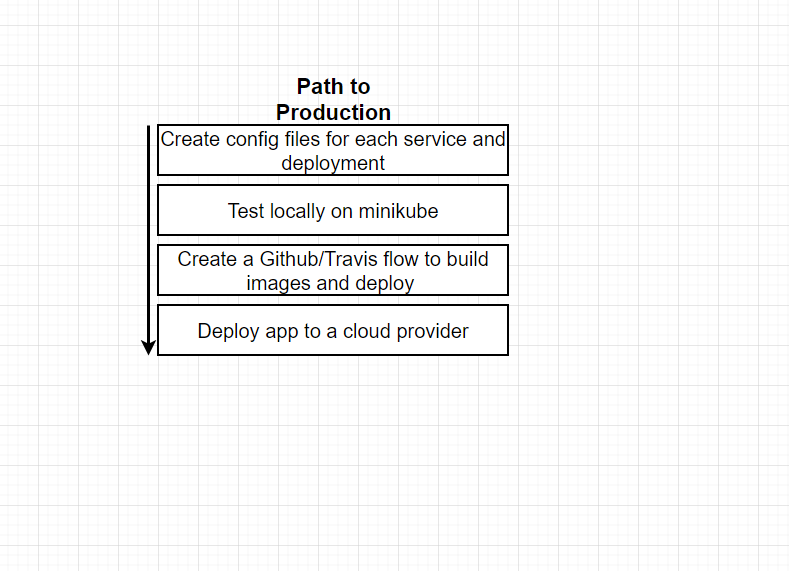 Path to
Production
Create config files for each service and
deployment
Test locally on minikube
Create a Github/Travis flow to build
images and deploy
Deploy app to a cloud provider